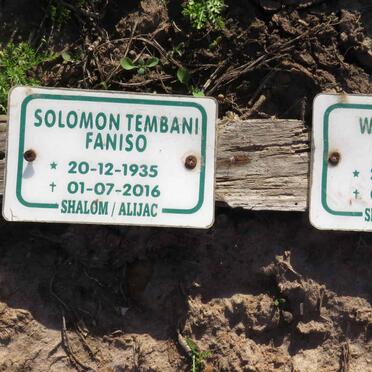 SOLOMON TEMBANI
FANISO
★ 20-12-1935
✝ 01-07-2016
SHALOM / ALIJAC